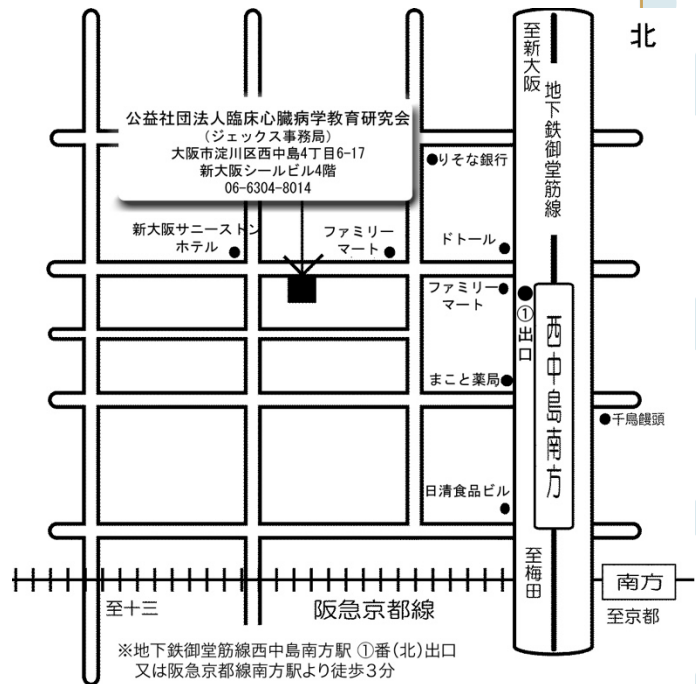 北
至新大阪
地下鉄御堂筋線
公益社団法人臨床心臓病学教育研究会
(ジェックス事務局)
大阪市淀川区西中島4丁目6-17
新大阪シールビル4階
06-6304-8014
りそな銀行
新大阪サニーストン
ホテル
ファミリー
マート
ドトール
ファミリー
マート
①出口
西中島南方
まこと薬局
千鳥饅頭
日清食品ビル
至梅田
南方
至十三
阪急京都線
至京都
※地下鉄御堂筋線西中島南方駅 ①番(北)出口
又は阪急京都線南方駅より徒歩3分